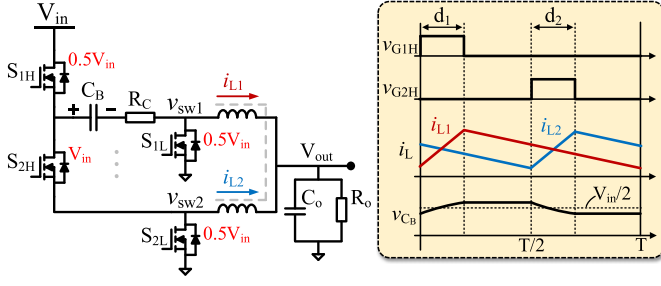 V_in
S_1H
0.5V_in
C_B
R_C
+
−
v_sw1
i_L1
S_1L
0.5V_in
S_2H
V_in
i_L2
V_out
v_sw2
C_o
R_o
S_2L
0.5V_in
d_1
d_2
v_G1H
v_G2H
i_L1
i_L2
i_L
V_in/2
v_C_B
T/2
T